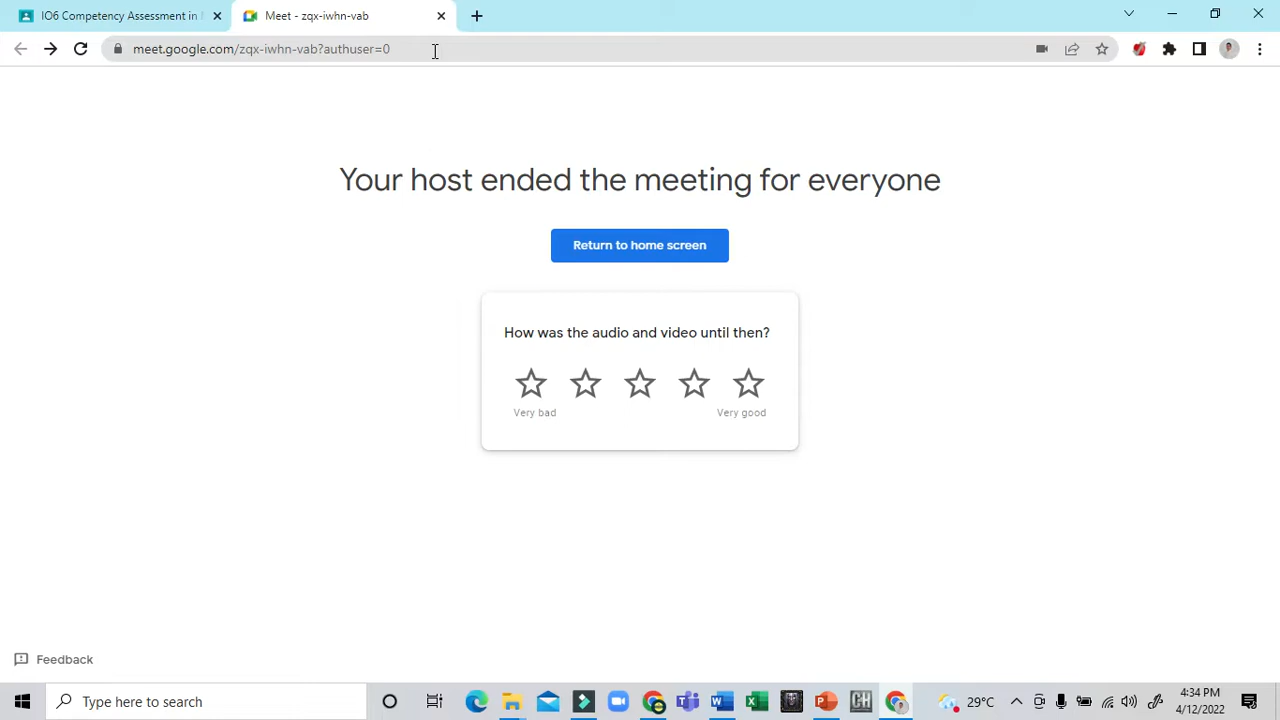 IO6 Competency Assessment in
Meet - zqx-iwhn-vab
meet.google.com/zqx-iwhn-vab?authuser=0
Your host ended the meeting for everyone
Return to home screen
How was the audio and video until then?
Very bad
Very good
Feedback
Type here to search
29°C
4:34 PM
4/12/2022